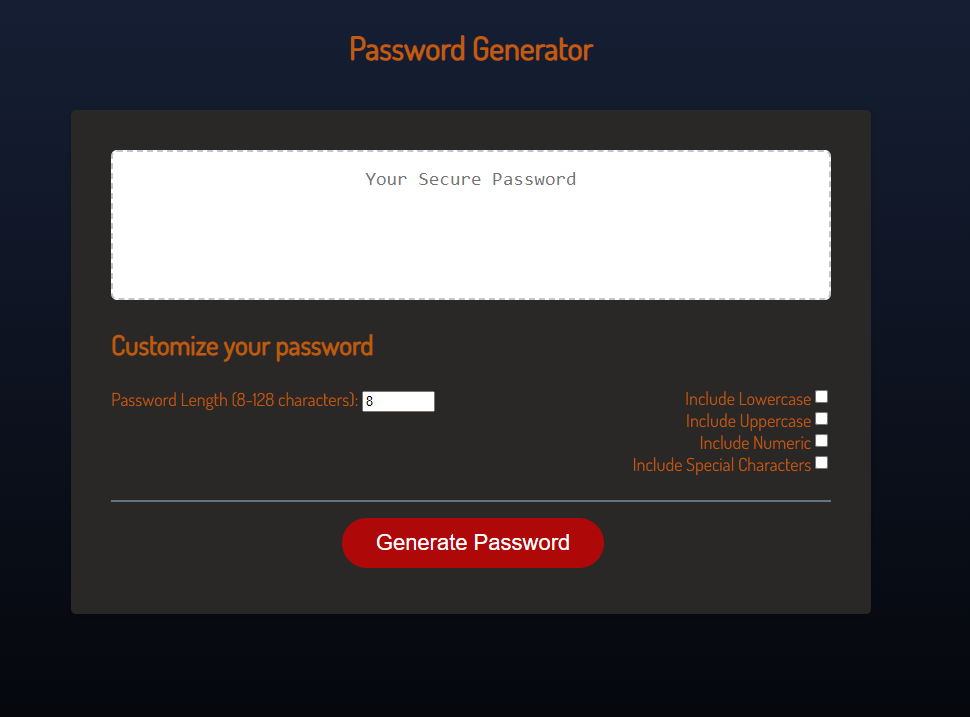 Password Generator
Your Secure Password
Customize your password
Password Length (8-128 characters): 8
Include Lowercase
Include Uppercase
Include Numeric
Include Special Characters
Generate Password